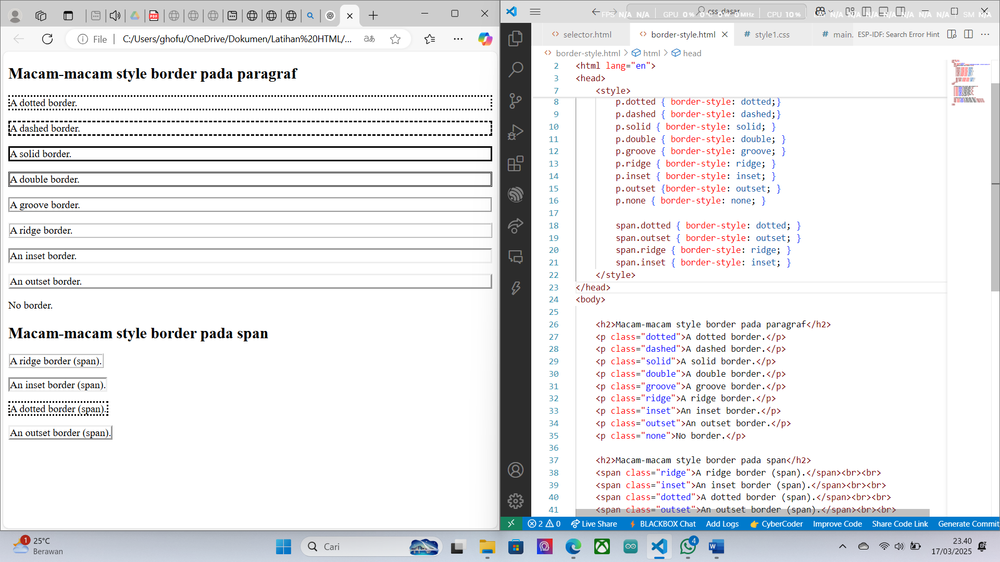 File
C:/Users/ghofu/OneDrive/Dokumen/Latihan%20HTML/...
Macam-macam style border pada paragraf
A dotted border.
A dashed border.
A solid border.
A double border.
A groove border.
A ridge border.
An inset border.
An outset border.
No border.
Macam-macam style border pada span
A ridge border (span).
An inset border (span).
A dotted border (span).
An outset border (span).
css_dasar
FPS N/A N/A GPU 0 % 0 °C 0 W 0 MHz CPU 10 % N/A N/A N/A N/A N/A N/A N/A SM N/A
selector.html
border-style.html
# style1.css
# main.
ESP-IDF: Search Error Hint
border-style.html > html > head
2 <html lang="en">
3 <head>
7 <style>
8 p.dotted { border-style: dotted;}
9 p.dashed { border-style: dashed;}
10 p.solid { border-style: solid; }
11 p.double { border-style: double; }
12 p.groove { border-style: groove; }
13 p.ridge { border-style: ridge; }
14 p.inset { border-style: inset; }
15 p.outset {border-style: outset; }
16 p.none { border-style: none; }
17
18 span.dotted { border-style: dotted; }
19 span.outset { border-style: outset; }
20 span.ridge { border-style: ridge; }
21 span.inset { border-style: inset; }
22 </style>
23 </head>
24 <body>
25
26 <h2>Macam-macam style border pada paragraf</h2>
27 <p class="dotted">A dotted border.</p>
28 <p class="dashed">A dashed border.</p>
29 <p class="solid">A solid border.</p>
30 <p class="double">A double border.</p>
31 <p class="groove">A groove border.</p>
32 <p class="ridge">A ridge border.</p>
33 <p class="inset">An inset border.</p>
34 <p class="outset">An outset border.</p>
35 <p class="none">No border.</p>
36
37 <h2>Macam-macam style border pada span</h2>
38 <span class="ridge">A ridge border (span).</span><br><br>
39 <span class="inset">An inset border (span).</span><br><br>
40 <span class="dotted">A dotted border (span).</span><br><br>
41 <span class="outset">An outset border (span).</span><br><br>
2 0 Live Share BLACKBOX Chat Add Logs CyberCoder Improve Code Share Code Link Generate Commit
1
25°C
Berawan
Cari
4
23.40
17/03/2025